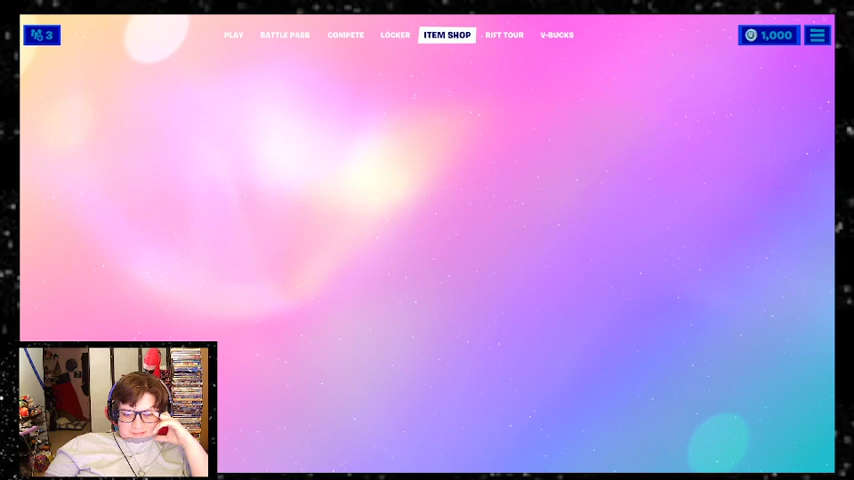 3 PLAY BATTLE PASS COMPETE LOCKER ITEM SHOP RIFT TOUR V-BUCKS 1,000